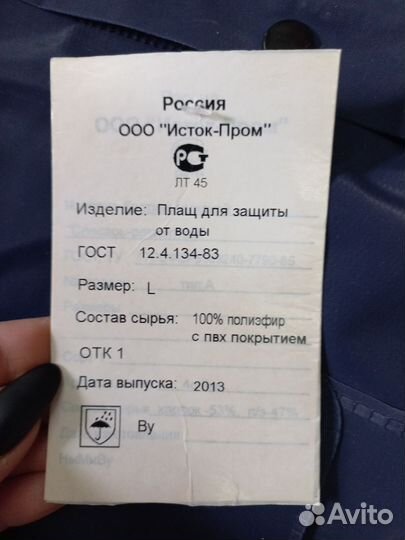 Россия
ООО "Исток-Пром"
РСТ
ЛТ 45
Изделие: Плащ для защиты
от воды
ГОСТ 12.4.134-83
Размер: L
Состав сырья: 100% полиэфир
с пвх покрытием
ОТК 1
Дата выпуска: 2013
Ву
Avito